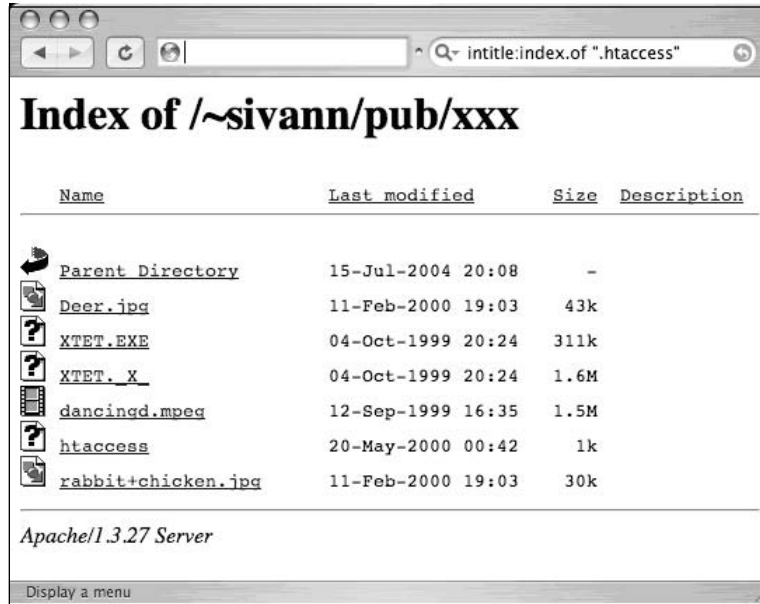 intitle:index.of ".htaccess"
Index of /~sivann/pub/xxx
Name Last modified Size Description
Parent Directory 15-Jul-2004 20:08 -
Deer.jpg 11-Feb-2000 19:03 43k
XTET.EXE 04-Oct-1999 20:24 311k
XTET._X_ 04-Oct-1999 20:24 1.6M
dancingd.mpeg 12-Sep-1999 16:35 1.5M
htaccess 20-May-2000 00:42 1k
rabbit+chicken.jpg 11-Feb-2000 19:03 30k
Apache/1.3.27 Server
Display a menu